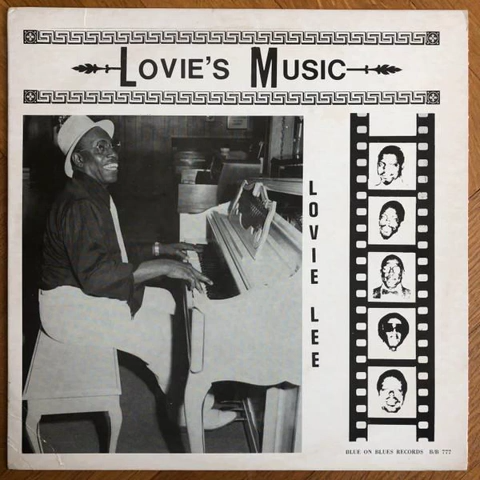 LOVIE'S MUSIC
LOVIE LEE
BLUE ON BLUES RECORDS B/B 777